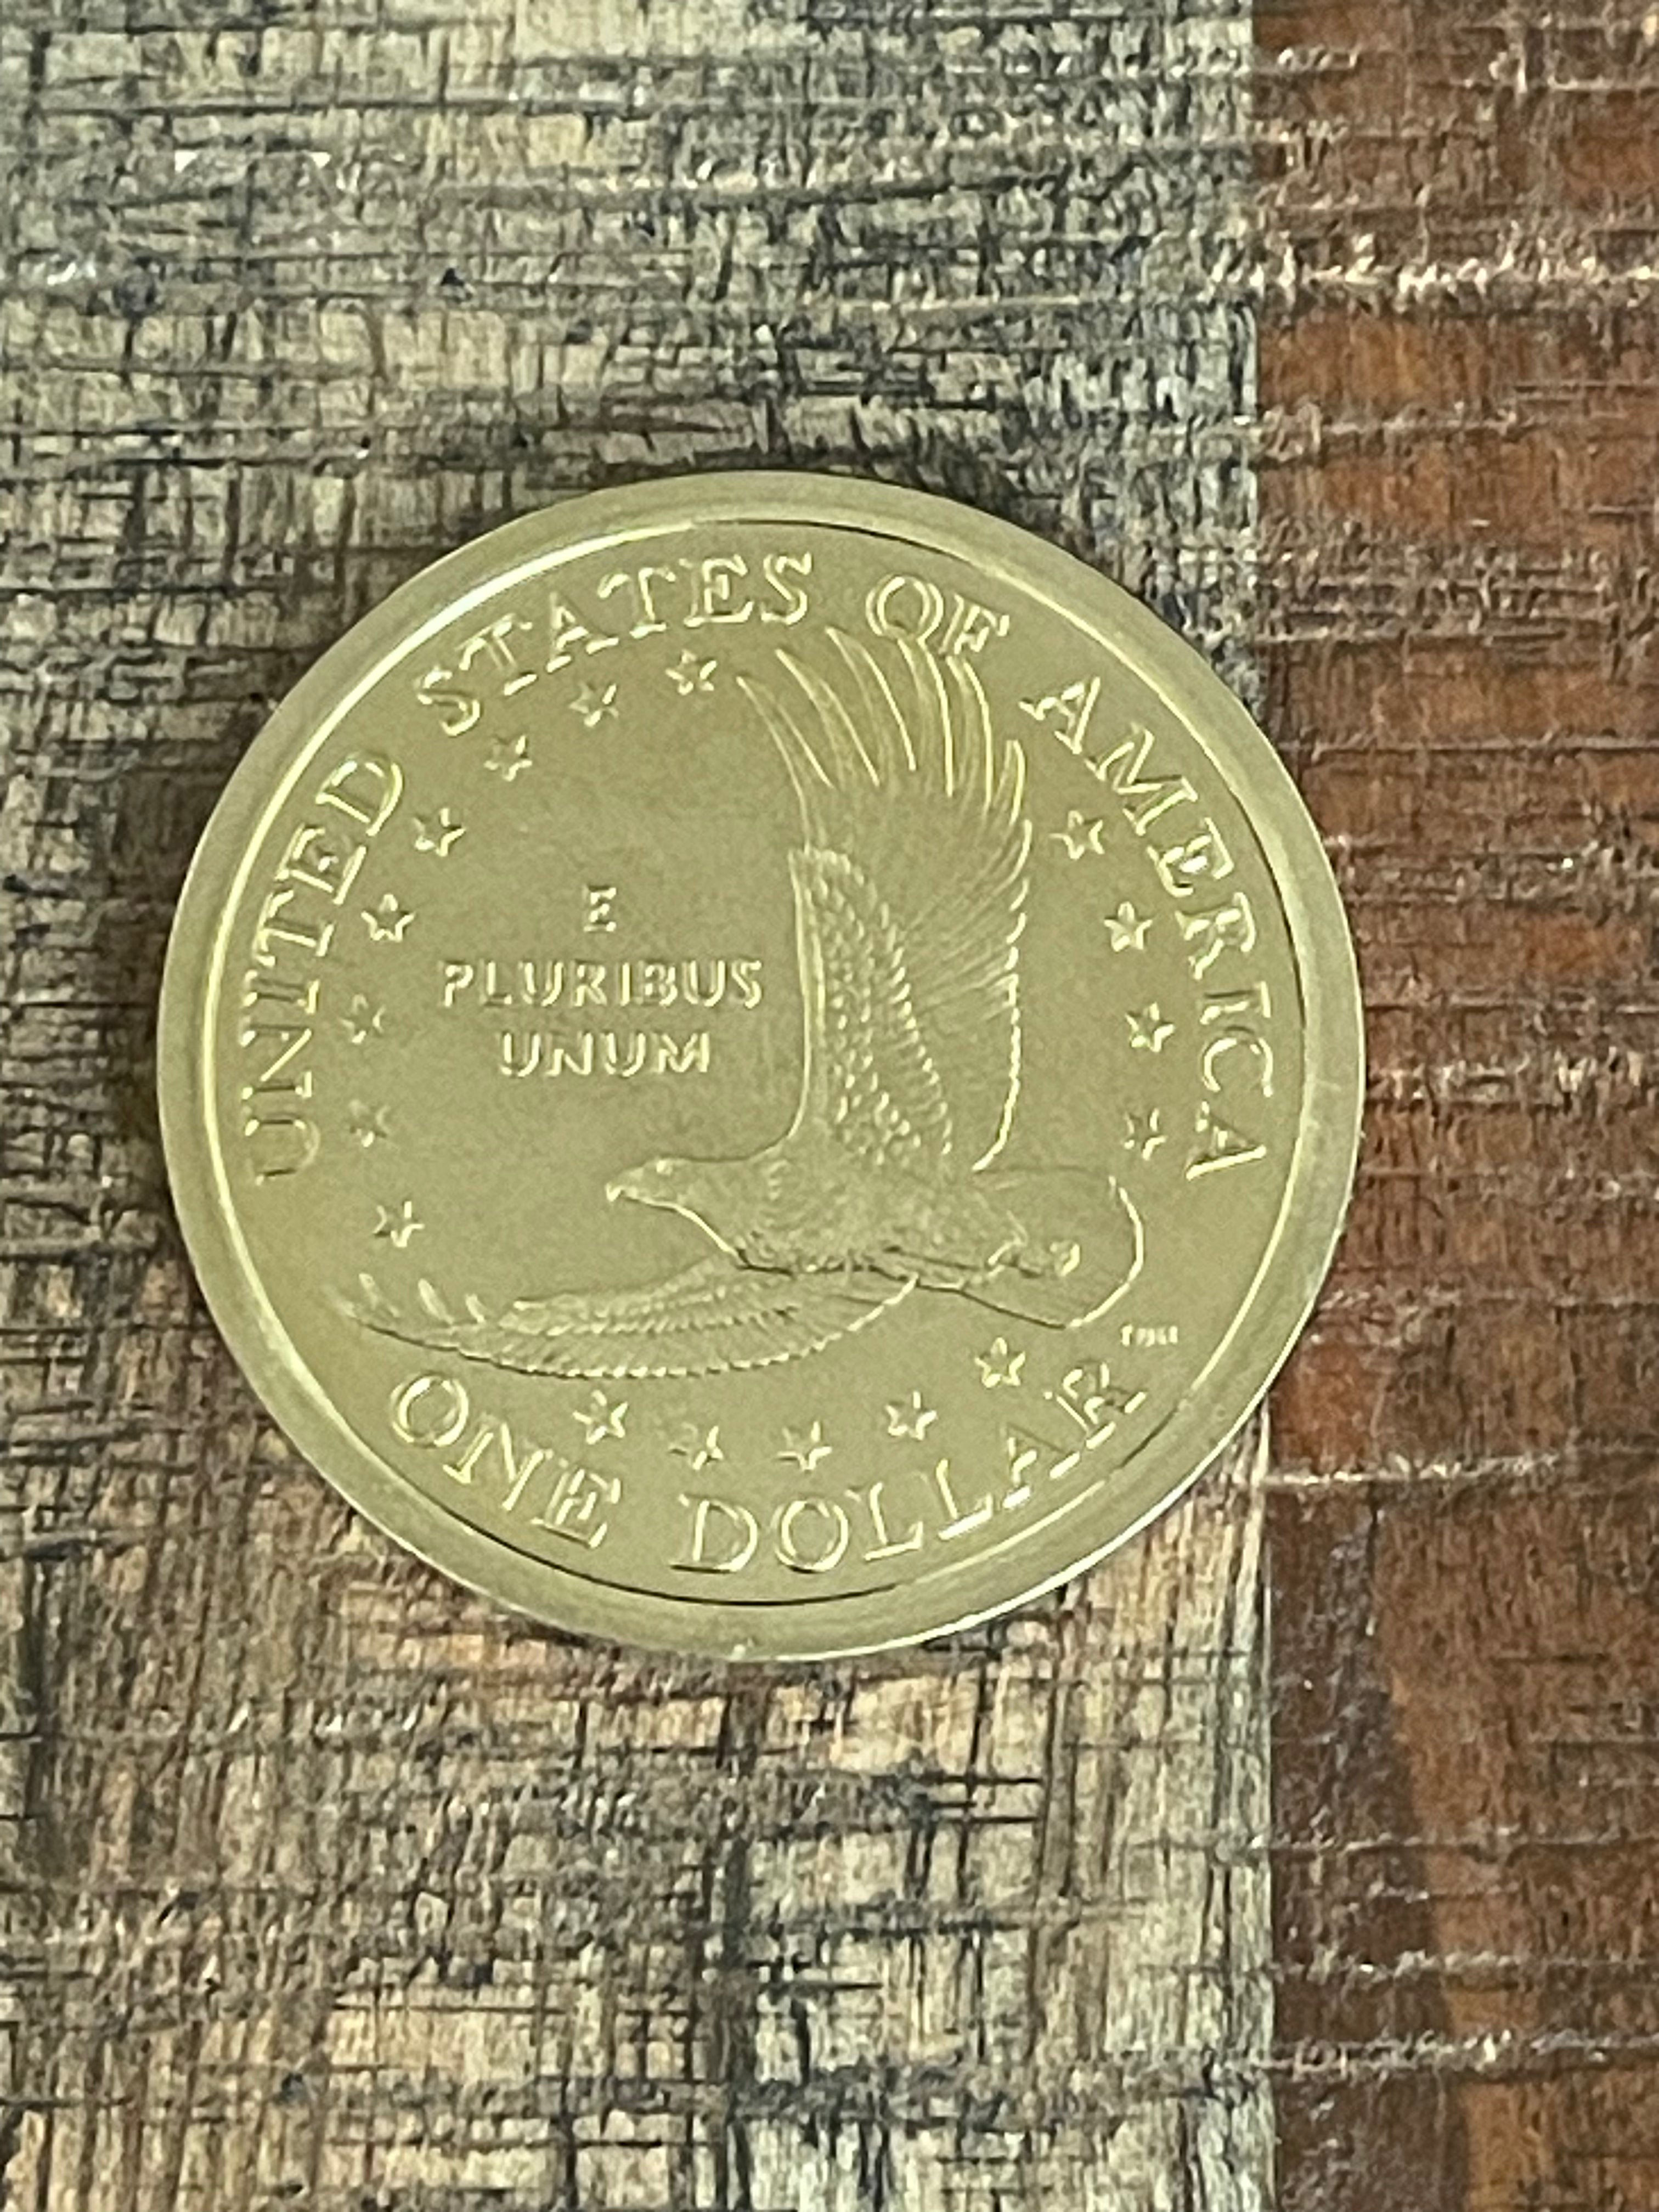 UNITED STATES OF AMERICA
E
PLURIBUS
UNUM
ONE DOLLAR